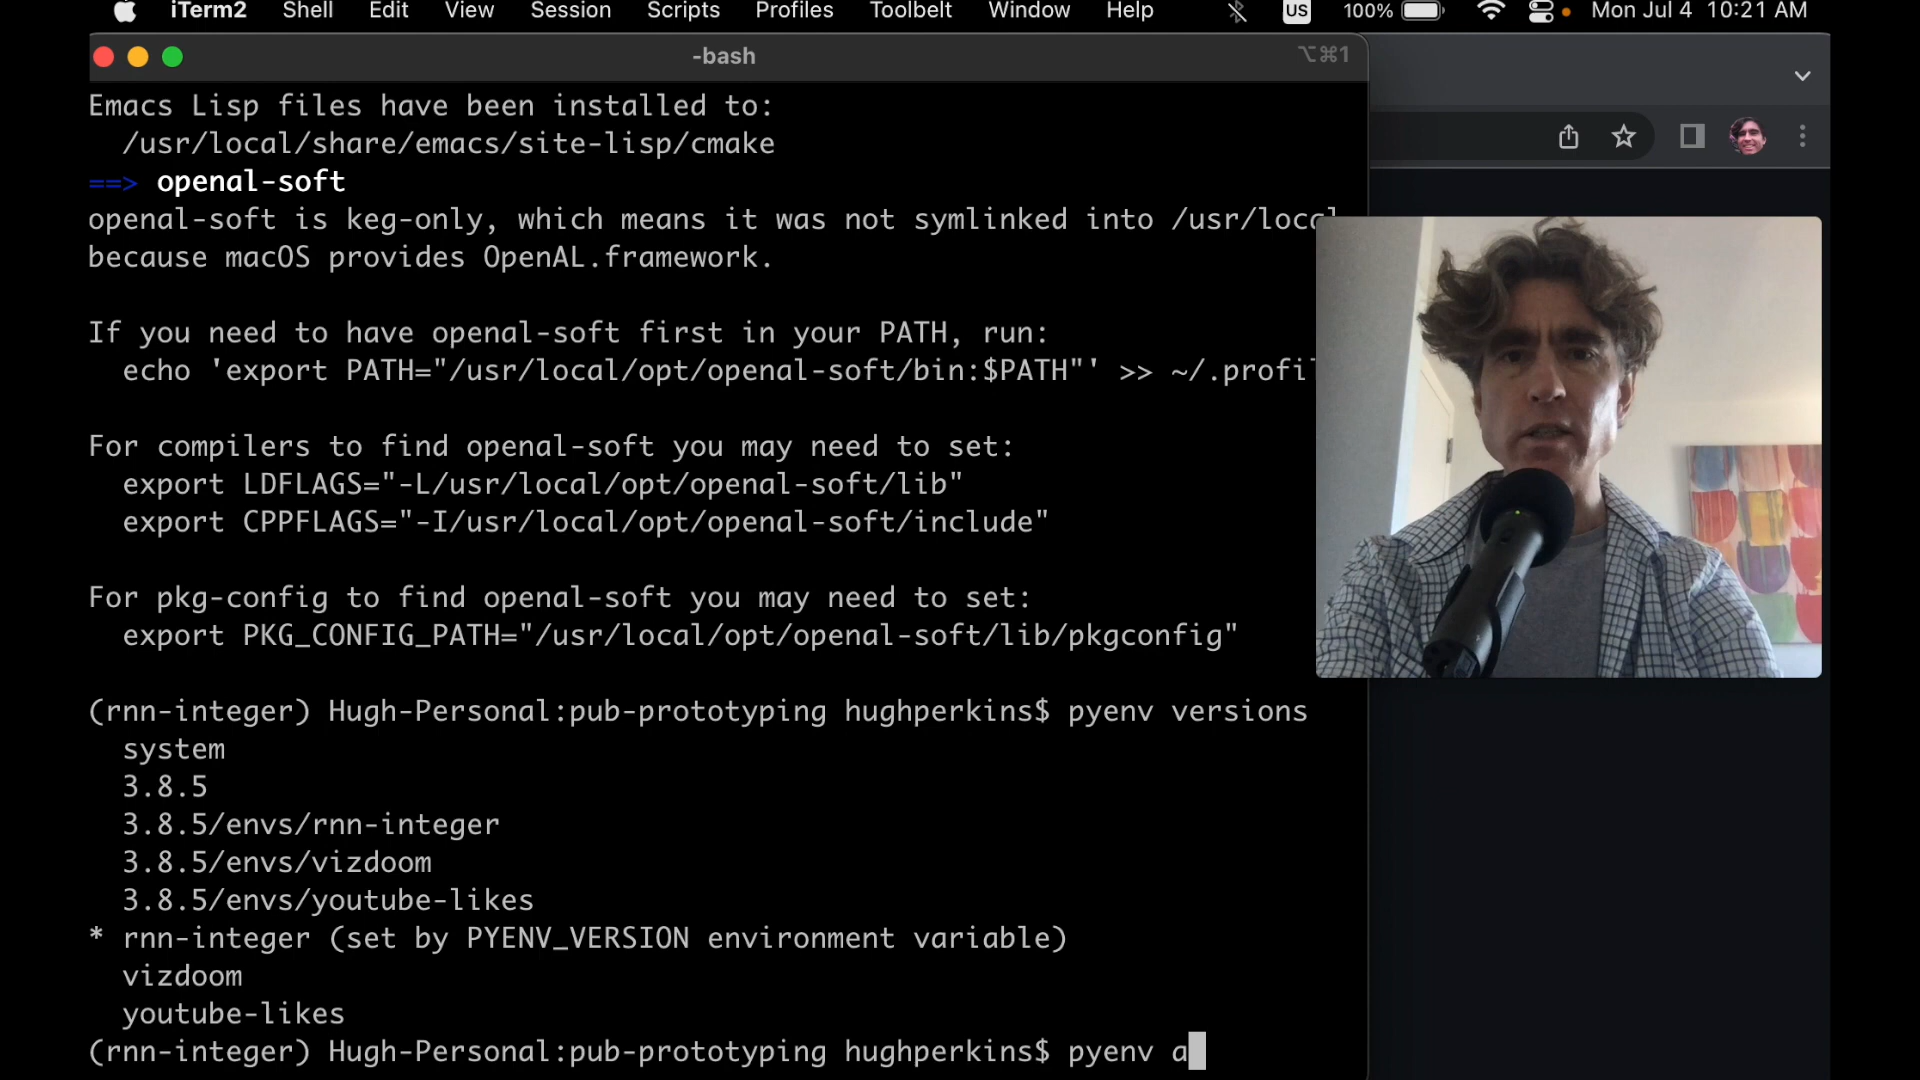 iTerm2 Shell Edit View Session Scripts Profiles Toolbelt Window Help US 100% Mon Jul 4 10:21 AM
-bash ⌥⌘1
Emacs Lisp files have been installed to:
/usr/local/share/emacs/site-lisp/cmake
==> openal-soft
openal-soft is keg-only, which means it was not symlinked into /usr/local
because macOS provides OpenAL.framework.
If you need to have openal-soft first in your PATH, run:
echo 'export PATH="/usr/local/opt/openal-soft/bin:$PATH"' >> ~/.profil
For compilers to find openal-soft you may need to set:
export LDFLAGS="-L/usr/local/opt/openal-soft/lib"
export CPPFLAGS="-I/usr/local/opt/openal-soft/include"
For pkg-config to find openal-soft you may need to set:
export PKG_CONFIG_PATH="/usr/local/opt/openal-soft/lib/pkgconfig"
(rnn-integer) Hugh-Personal:pub-prototyping hughperkins$ pyenv versions
system
3.8.5
3.8.5/envs/rnn-integer
3.8.5/envs/vizdoom
3.8.5/envs/youtube-likes
* rnn-integer (set by PYENV_VERSION environment variable)
vizdoom
youtube-likes
(rnn-integer) Hugh-Personal:pub-prototyping hughperkins$ pyenv a